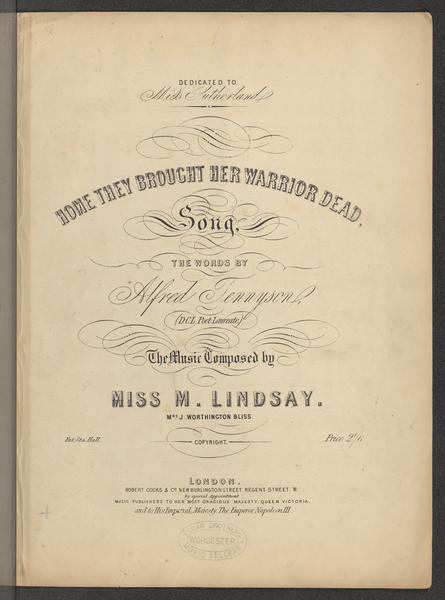 DEDICATED TO
Miss Sutherland
HOME THEY BROUGHT HER WARRIOR DEAD,
Song,
THE WORDS BY
Alfred Tennyson,
(D.C.L. Poet Laureate)
The Music Composed by
MISS M. LINDSAY.
MRS J. WORTHINGTON BLISS.
Ent. Sta. Hall.
COPYRIGHT.
Price 2/6
LONDON,
ROBERT COCKS & CO NEW BURLINGTON STREET, REGENT STREET, W.
by special Appointment
MUSIC PUBLISHERS TO HER MOST GRACIOUS MAJESTY, QUEEN VICTORIA,
and to His Imperial Majesty The Emperor Napoleon III
BROTHERS
WORCESTER
MUSIC SELLERS